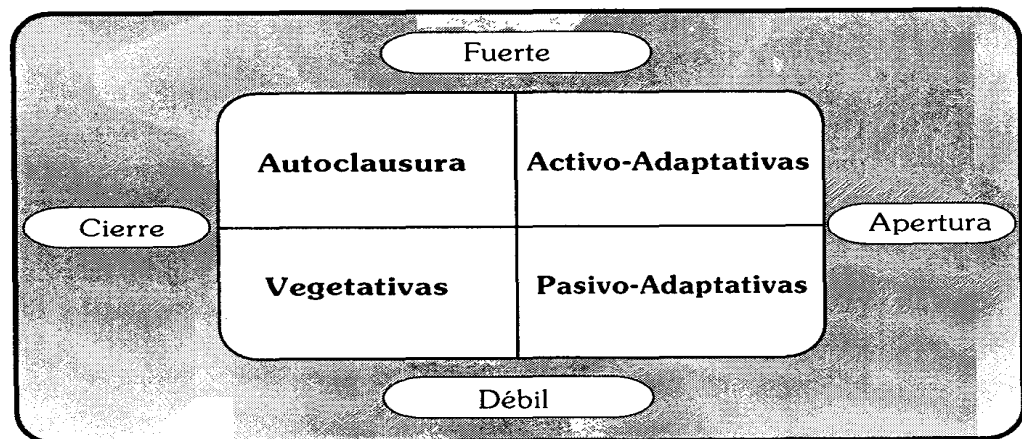 Fuerte
Autoclausura
Activo-Adaptativas
Cierre
Apertura
Vegetativas
Pasivo-Adaptativas
Débil